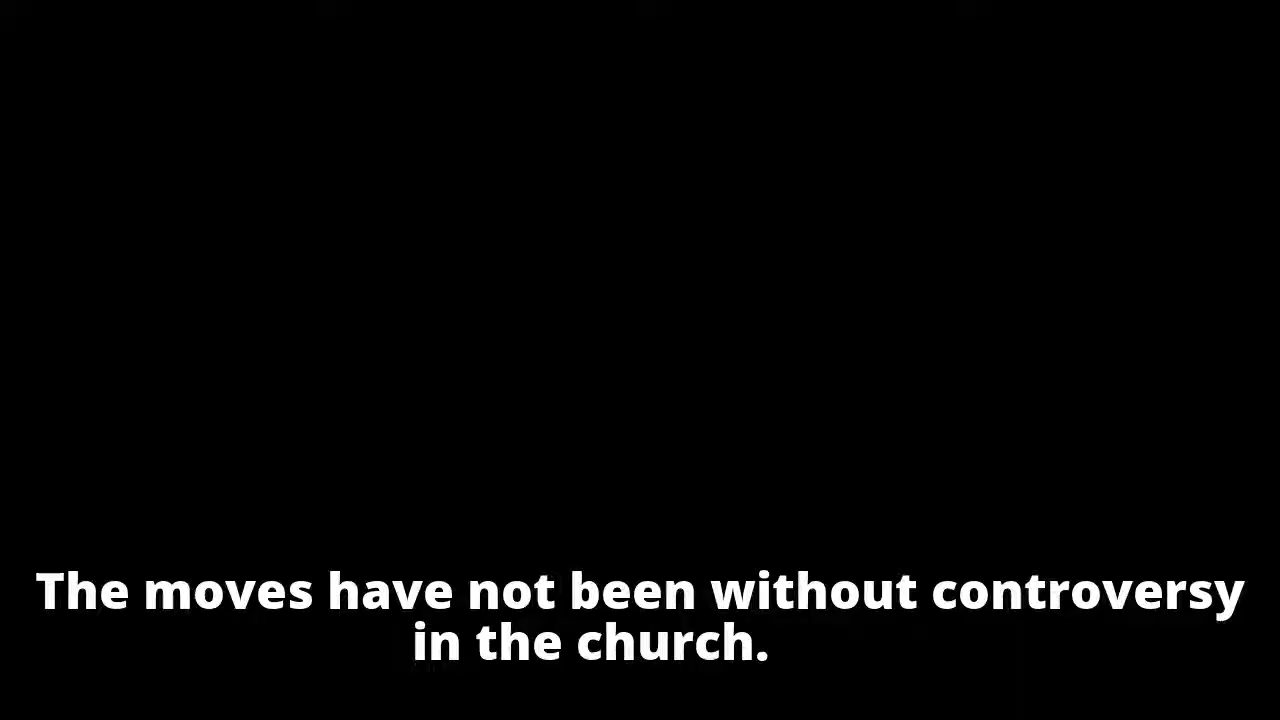 The moves have not been without controversy
in the church.